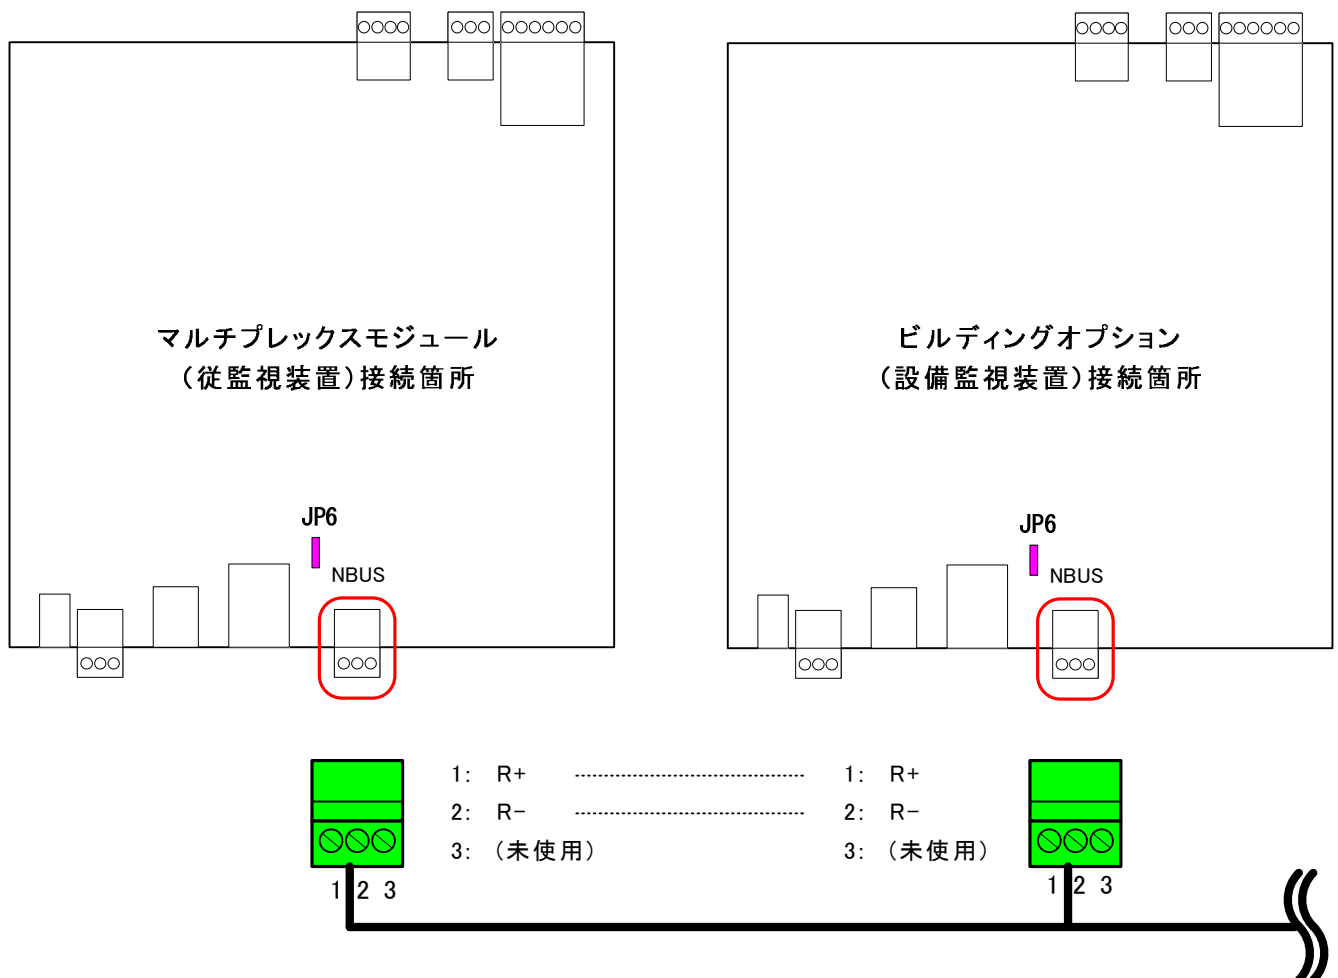 マルチプレックスモジュール
（従監視装置）接続箇所
JP6
NBUS
ビルディングオプション
（設備監視装置）接続箇所
JP6
NBUS
1: R+ 1: R+
2: R- 2: R-
3: （未使用） 3: （未使用）
1 2 3
1 2 3